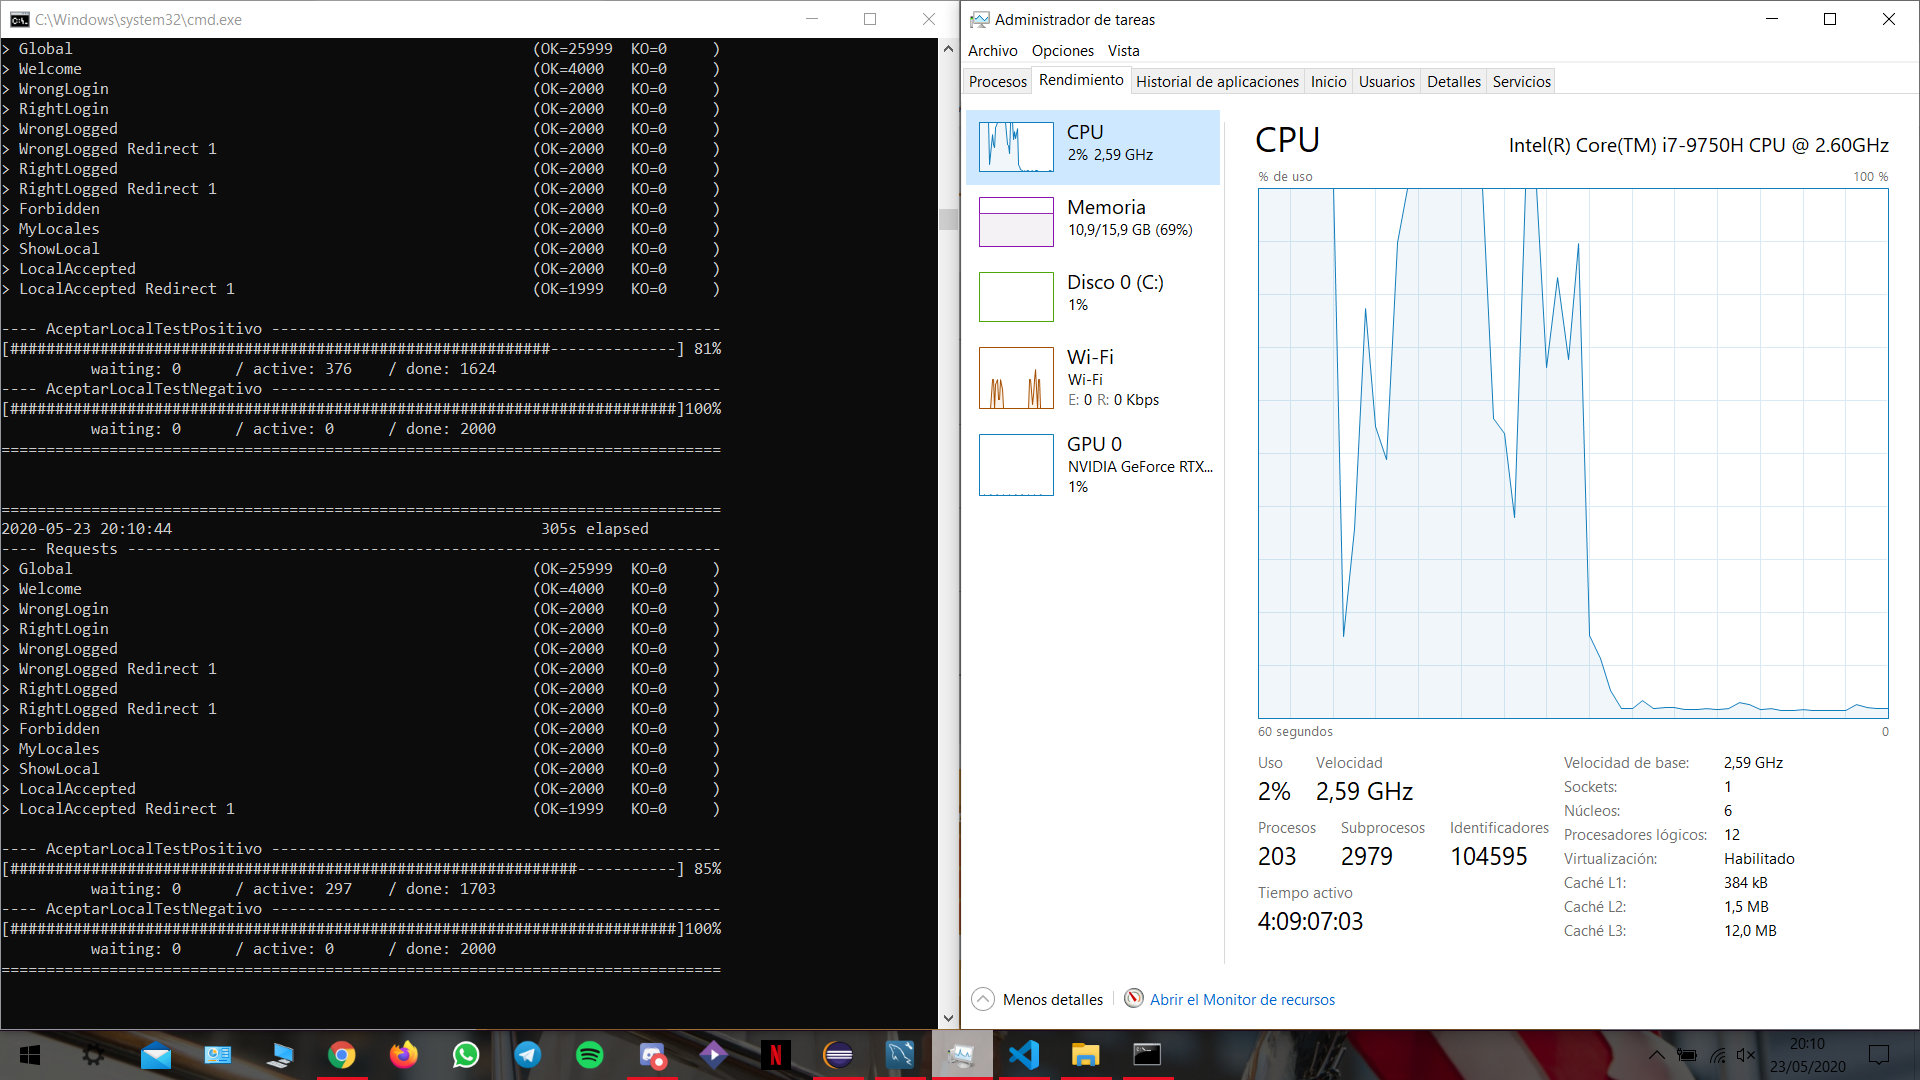 C:\Windows\system32\cmd.exe
> Global (OK=25999 KO=0 )
> Welcome (OK=4000 KO=0 )
> WrongLogin (OK=2000 KO=0 )
> RightLogin (OK=2000 KO=0 )
> WrongLogged (OK=2000 KO=0 )
> WrongLogged Redirect 1 (OK=2000 KO=0 )
> RightLogged (OK=2000 KO=0 )
> RightLogged Redirect 1 (OK=2000 KO=0 )
> Forbidden (OK=2000 KO=0 )
> MyLocales (OK=2000 KO=0 )
> ShowLocal (OK=2000 KO=0 )
> LocalAccepted (OK=2000 KO=0 )
> LocalAccepted Redirect 1 (OK=1999 KO=0 )
---- AceptarLocalTestPositivo --------------------------------------------------
[############################################################--------------] 81%
waiting: 0 / active: 376 / done: 1624
---- AceptarLocalTestNegativo --------------------------------------------------
[##########################################################################]100%
waiting: 0 / active: 0 / done: 2000
================================================================================
================================================================================
2020-05-23 20:10:44 305s elapsed
---- Requests ------------------------------------------------------------------
> Global (OK=25999 KO=0 )
> Welcome (OK=4000 KO=0 )
> WrongLogin (OK=2000 KO=0 )
> RightLogin (OK=2000 KO=0 )
> WrongLogged (OK=2000 KO=0 )
> WrongLogged Redirect 1 (OK=2000 KO=0 )
> RightLogged (OK=2000 KO=0 )
> RightLogged Redirect 1 (OK=2000 KO=0 )
> Forbidden (OK=2000 KO=0 )
> MyLocales (OK=2000 KO=0 )
> ShowLocal (OK=2000 KO=0 )
> LocalAccepted (OK=2000 KO=0 )
> LocalAccepted Redirect 1 (OK=1999 KO=0 )
---- AceptarLocalTestPositivo --------------------------------------------------
[###############################################################-----------] 85%
waiting: 0 / active: 297 / done: 1703
---- AceptarLocalTestNegativo --------------------------------------------------
[##########################################################################]100%
waiting: 0 / active: 0 / done: 2000
================================================================================
Administrador de tareas
Archivo Opciones Vista
Procesos Rendimiento Historial de aplicaciones Inicio Usuarios Detalles Servicios
CPU
2% 2,59 GHz
Memoria
10,9/15,9 GB (69%)
Disco 0 (C:)
1%
Wi-Fi
Wi-Fi
E: 0 R: 0 Kbps
GPU 0
NVIDIA GeForce RTX...
1%
CPU
Intel(R) Core(TM) i7-9750H CPU @ 2.60GHz
% de uso 100 %
60 segundos 0
Uso Velocidad
2% 2,59 GHz
Procesos Subprocesos Identificadores
203 2979 104595
Tiempo activo
4:09:07:03
Velocidad de base: 2,59 GHz
Sockets: 1
Núcleos: 6
Procesadores lógicos: 12
Virtualización: Habilitado
Caché L1: 384 kB
Caché L2: 1,5 MB
Caché L3: 12,0 MB
Menos detalles Abrir el Monitor de recursos
20:10
23/05/2020